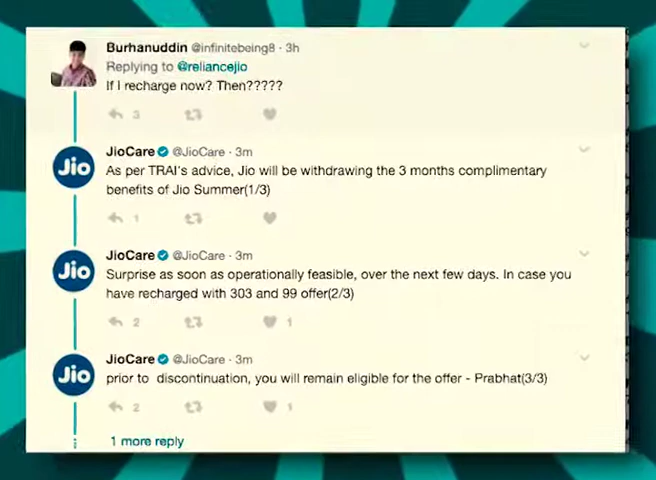 Burhanuddin @infinitebeing8 · 3h
Replying to @reliancejio
If I recharge now? Then?????
3
JioCare @JioCare · 3m
Jio
As per TRAI's advice, Jio will be withdrawing the 3 months complimentary
benefits of Jio Summer(1/3)
1
JioCare @JioCare · 3m
Jio
Surprise as soon as operationally feasible, over the next few days. In case you
have recharged with 303 and 99 offer(2/3)
2 1
JioCare @JioCare · 3m
Jio
prior to discontinuation, you will remain eligible for the offer - Prabhat(3/3)
2 1
1 more reply